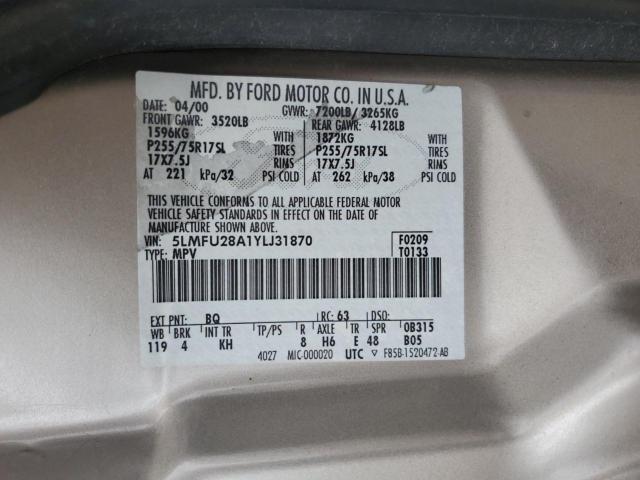 MFD. BY FORD MOTOR CO. IN U.S.A.
DATE: 04/00 GVWR: 7200LB/ 3265KG
FRONT GAWR: 3520LB REAR GAWR: 4128LB
1596KG WITH 1872KG WITH
P255/75R17SL TIRES P255/75R17SL TIRES
17X7.5J RIMS 17X7.5J RIMS
AT 221 kPa/32 PSI COLD AT 262 kPa/38 PSI COLD
THIS VEHICLE CONFORMS TO ALL APPLICABLE FEDERAL MOTOR
VEHICLE SAFETY STANDARDS IN EFFECT ON THE DATE OF
MANUFACTURE SHOWN ABOVE.
VIN: 5LMFU28A1YLJ31870 F0209
TYPE: MPV T0133
EXT PNT: BQ RC: 63
WB BRK INT TR TP/PS R AXLE TR SPR 0B315
119 4 KH 8 H6 E 48 B05
4027 MIC-000020 UTC F85B-1520472-AB